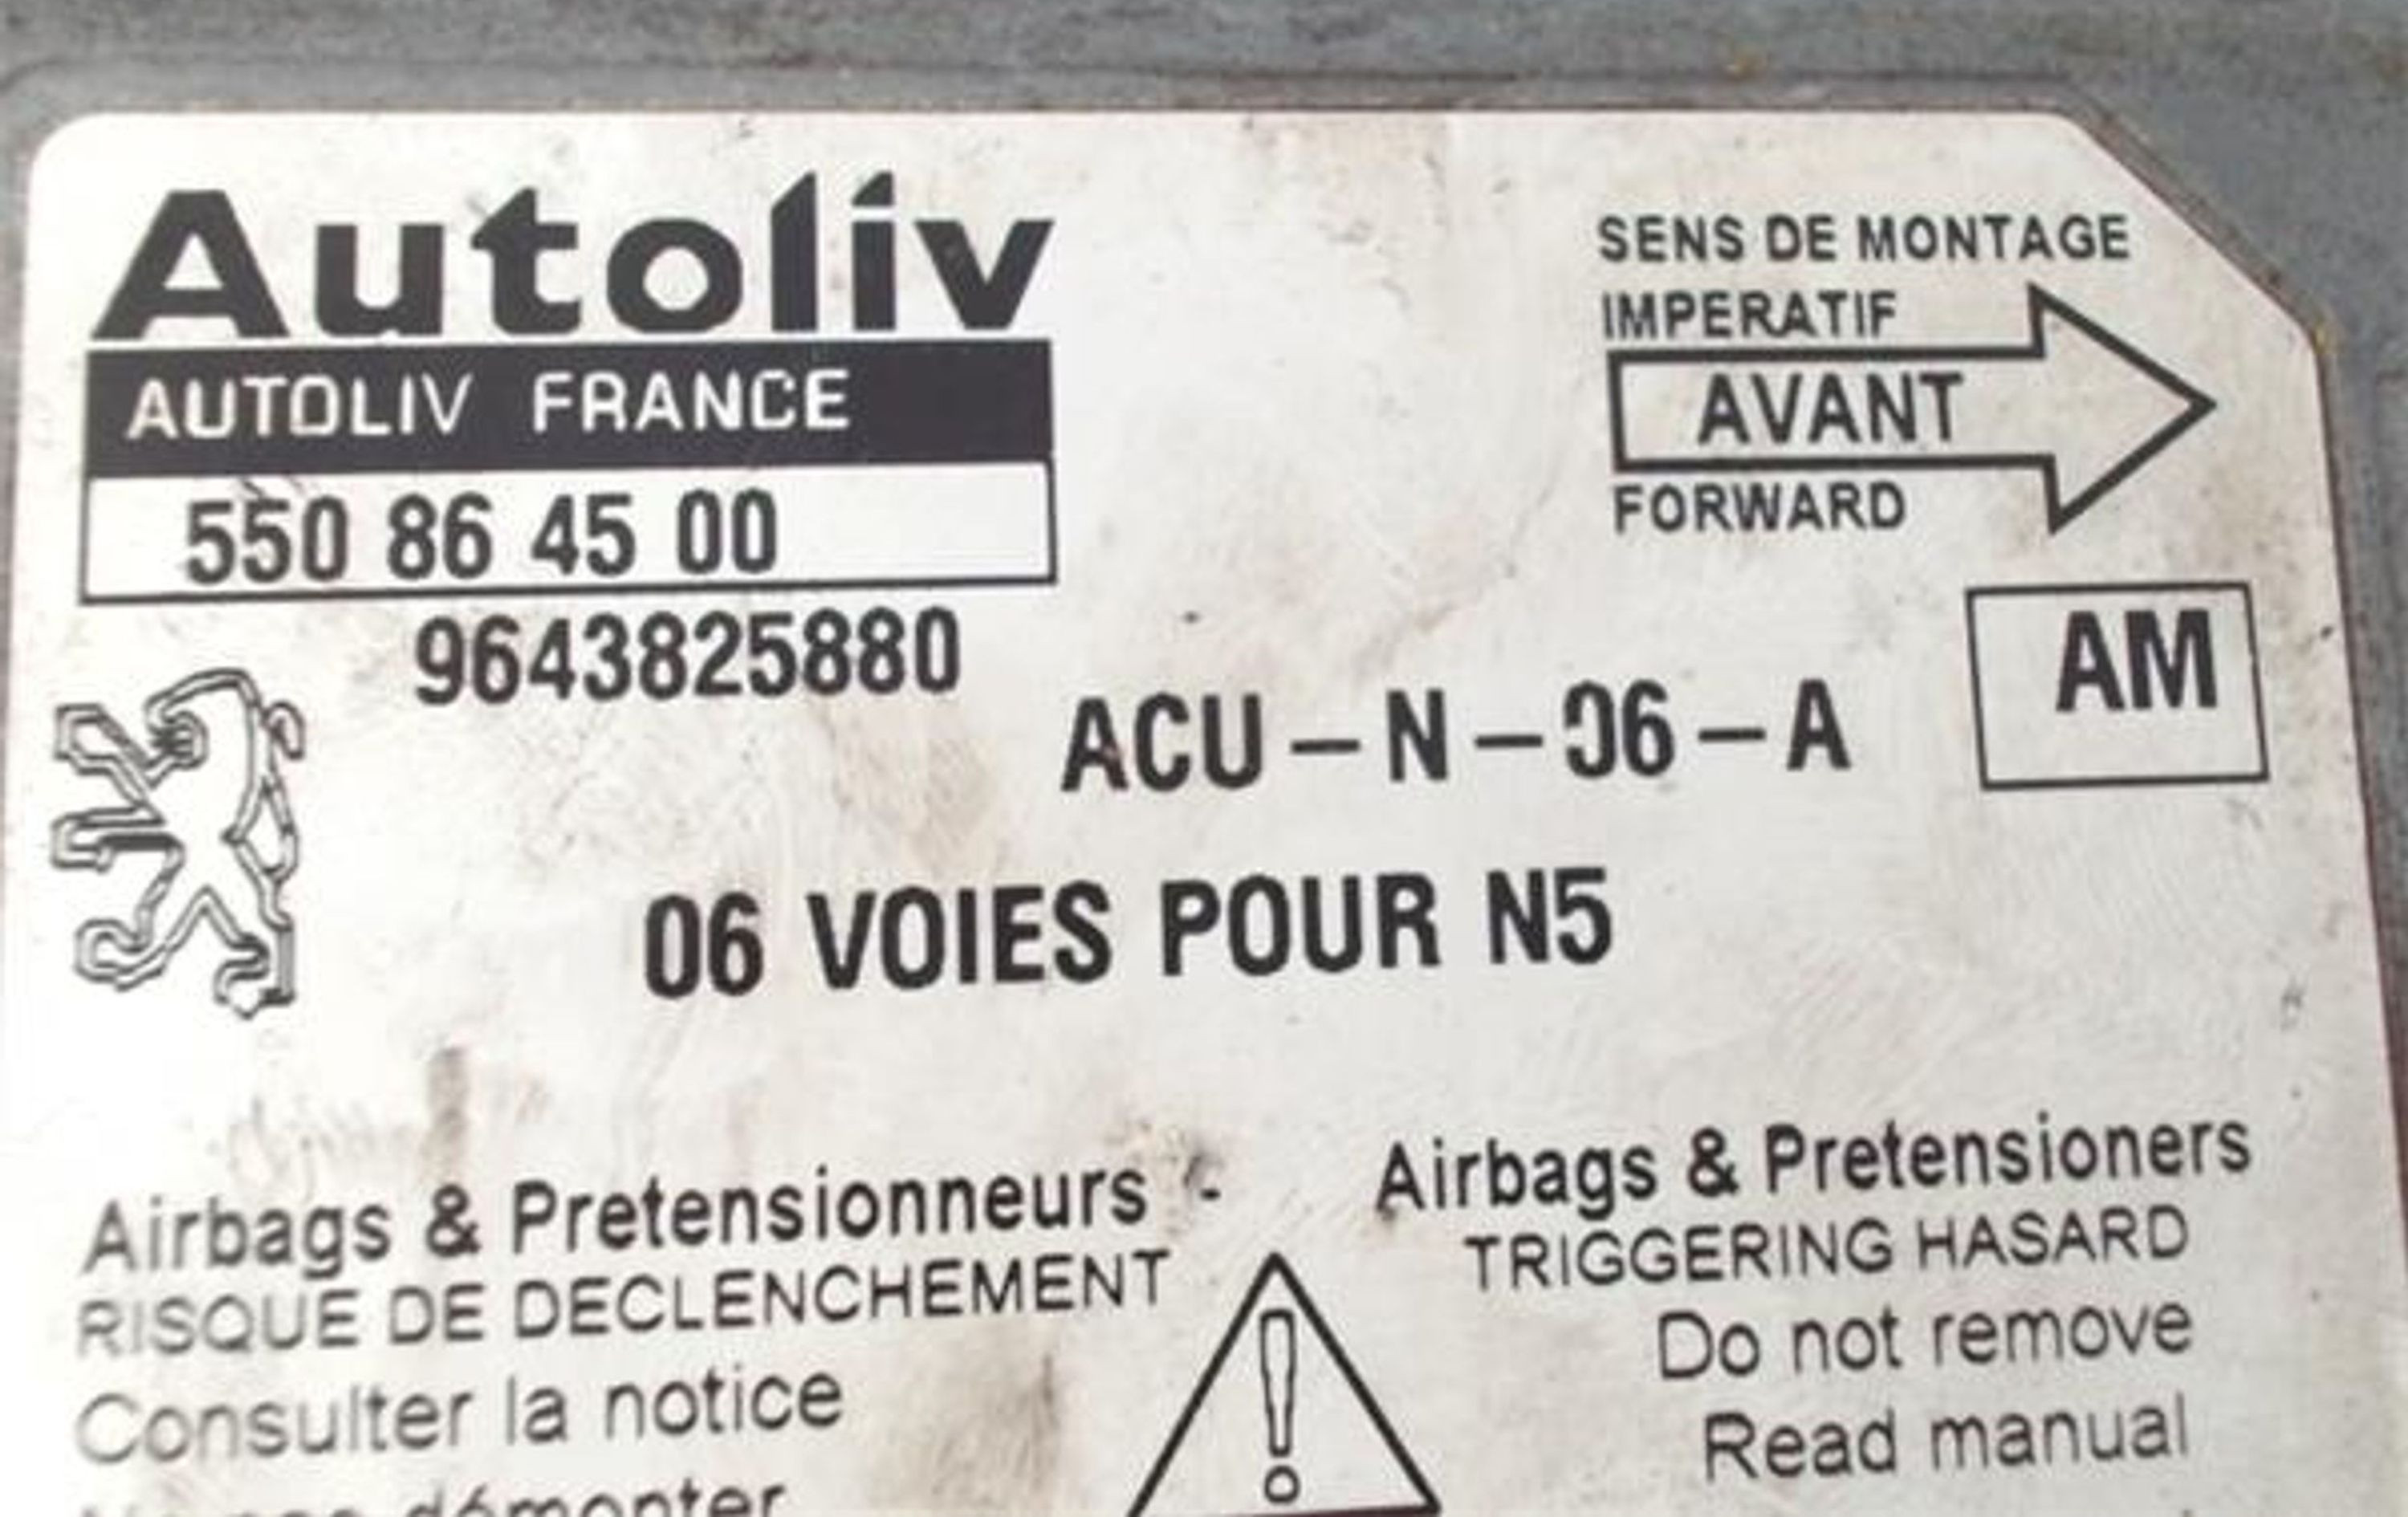 Autoliv
AUTOLIV FRANCE
550 86 45 00
9643825880
SENS DE MONTAGE
IMPERATIF
AVANT
FORWARD
AM
ACU-N-06-A
06 VOIES POUR N5
Airbags & Pretensionneurs -
RISQUE DE DECLENCHEMENT
Consulter la notice
démonter
Airbags & Pretensioners
TRIGGERING HASARD
Do not remove
Read manual